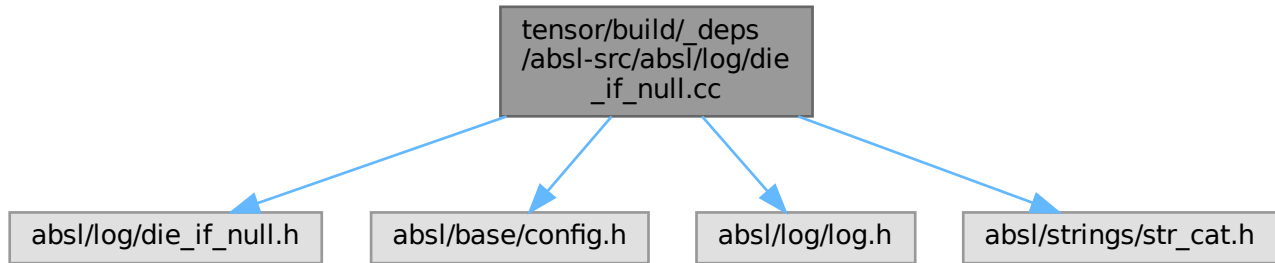 tensor/build/_deps
/absl-src/absl/log/die
_if_null.cc
absl/log/die_if_null.h
absl/base/config.h
absl/log/log.h
absl/strings/str_cat.h